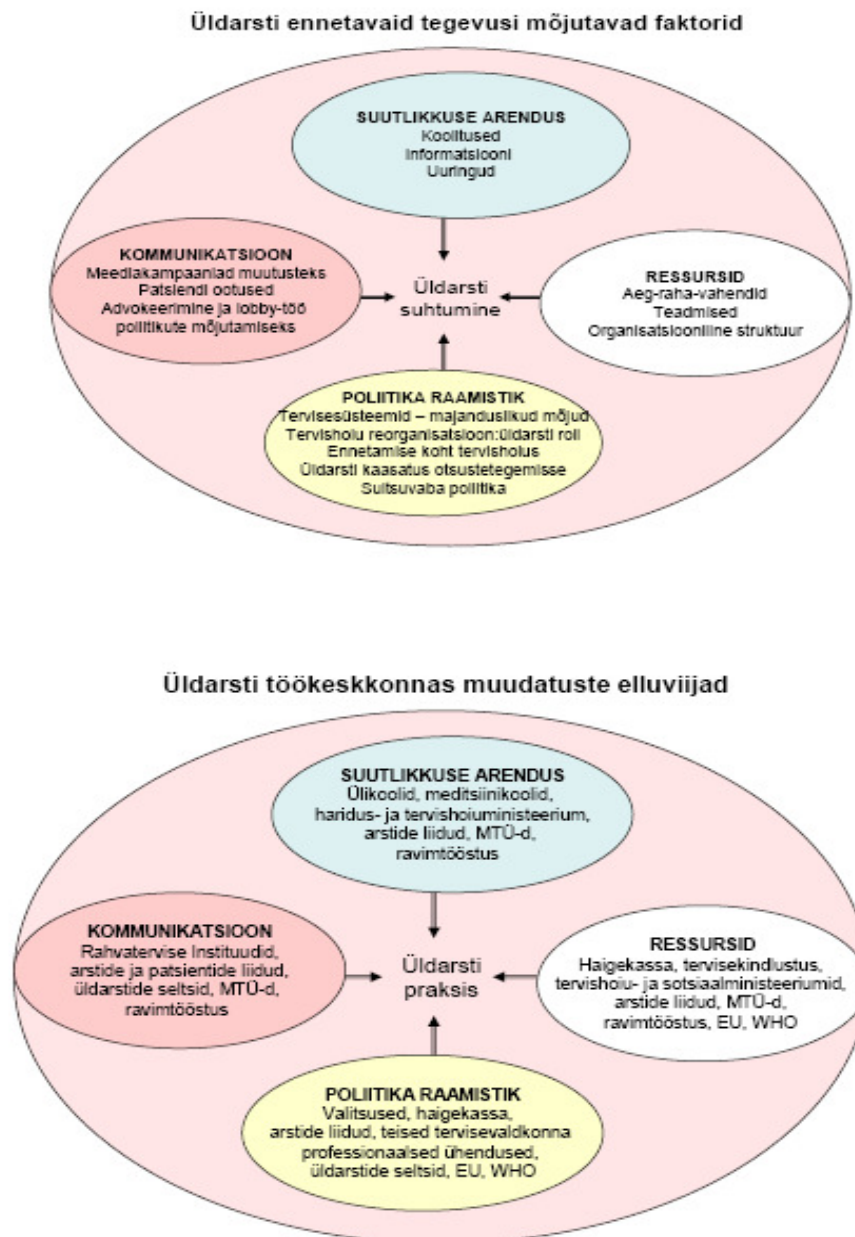 Üldarsti ennetavaid tegevusi mõjutavad faktorid
SUUTLIKKUSE ARENDUS
Koolitused
Informatsiooni
Uuringud
KOMMUNIKATSIOON
Meediakampaaniad muutusteks
Patsiendi ootused
Advokeerimine ja lobby-töö
poliitikute mõjutamiseks
Üldarsti
suhtumine
RESSURSID
Aeg-raha-vahendid
Teadmised
Organisatsiooniline struktuur
POLIITIKA RAAMISTIK
Tervisesüsteemid – majanduslikud mõjud
Tervishoiu reorganisatsioon:üldarsti roll
Ennetamise koht tervishoius
Üldarsti kaasatus otsustetegemisse
Suitsuvaba poliitika
Üldarsti töökeskkonnas muudatuste elluviijad
SUUTLIKKUSE ARENDUS
Ülikoolid, meditsiinikoolid,
haridus- ja tervishoiuministeerium,
arstide liidud, MTÜ-d,
ravimtööstus
KOMMUNIKATSIOON
Rahvatervise Instituudid,
arstide ja patsientide liidud,
üldarstide seltsid, MTÜ-d,
ravimtööstus
Üldarsti
praksis
RESSURSID
Haigekassa, tervisekindlustus,
tervishoiu- ja sotsiaalministeeriumid,
arstide liidud, MTÜ-d,
ravimtööstus, EU, WHO
POLIITIKA RAAMISTIK
Valitsused, haigekassa,
arstide liidud, teised tervisevaldkonna
professionaalsed ühendused,
üldarstide seltsid, EU, WHO